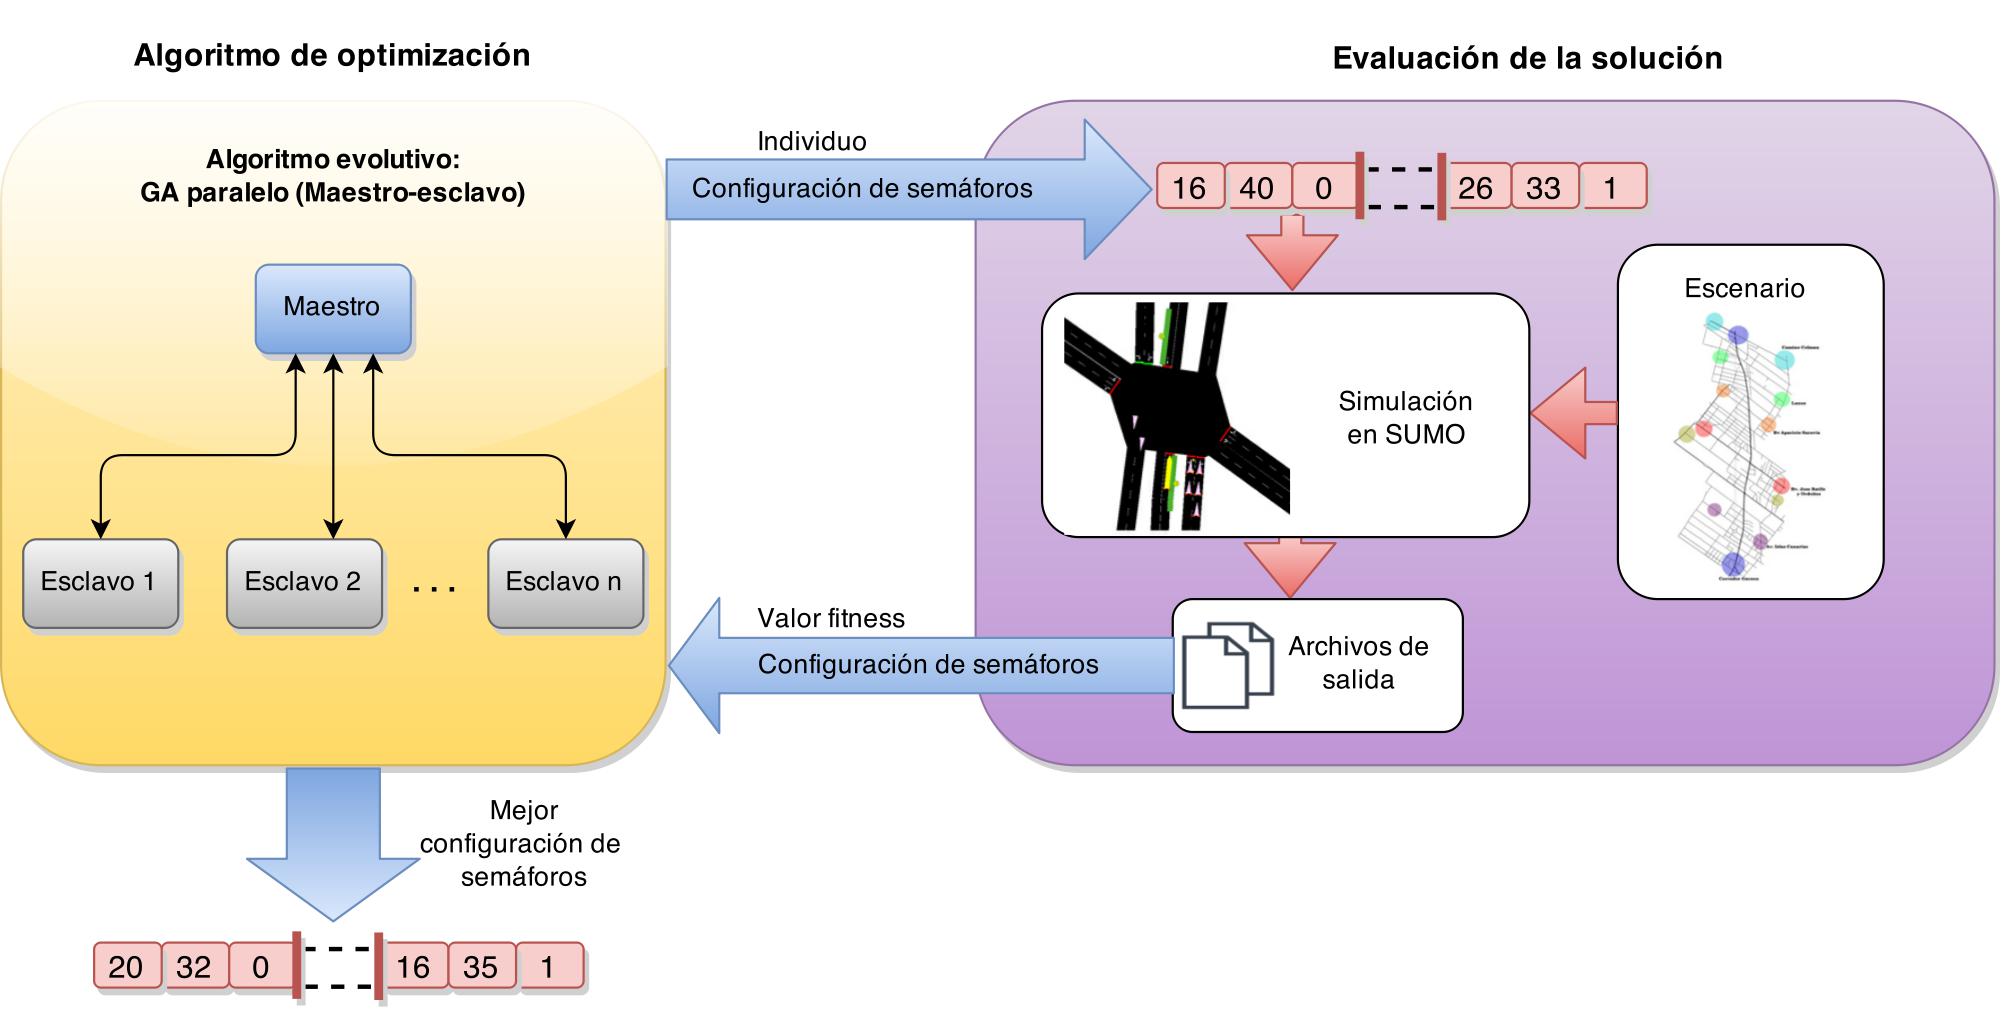 Algoritmo de optimización
Evaluación de la solución
Algoritmo evolutivo:
GA paralelo (Maestro-esclavo)
Maestro
Esclavo 1
Esclavo 2
. . .
Esclavo n
Individuo
Configuración de semáforos
16 40 0 26 33 1
Escenario
Simulación
en SUMO
Archivos de
salida
Valor fitness
Configuración de semáforos
Mejor
configuración de
semáforos
20 32 0 16 35 1